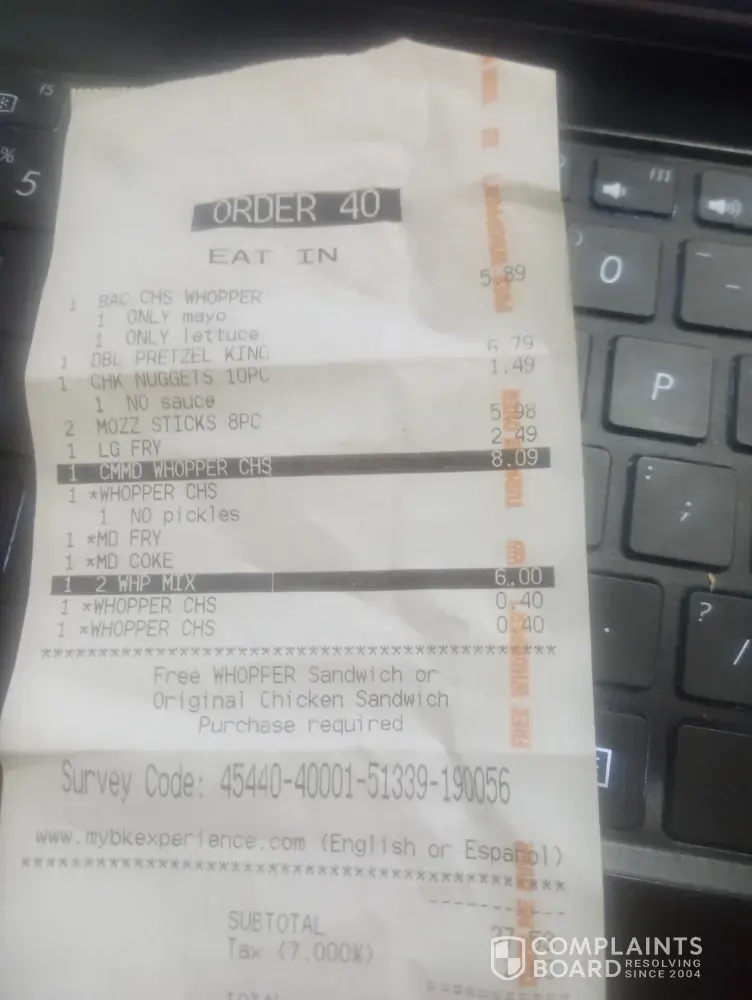 ORDER 40
EAT IN
1 BAC CHS WHOPPER 5.89
1 ONLY mayo
1 ONLY lettuce
1 DBL PRETZEL KING 6.79
1 CHK NUGGETS 10PC 1.49
1 NO sauce
2 MOZZ STICKS 8PC 5.98
1 LG FRY 2.49
1 CMMD WHOPPER CHS 8.09
1 *WHOPPER CHS
1 NO pickles
1 *MD FRY
1 *MD COKE
1 2 WHP MIX 6.00
1 *WHOPPER CHS 0.40
1 *WHOPPER CHS 0.40
*****************************************
Free WHOPPER Sandwich or
Original Chicken Sandwich
Purchase required
Survey Code: 45440-40001-51339-190056
www.mybkexperience.com (English or Español)
*****************************************
SUBTOTAL
Tax (7.000%)
TOTAL
COMPLAINTS
BOARD RESOLVING
SINCE 2004
f5
%
5
)
0
P
:
;
.
?
/